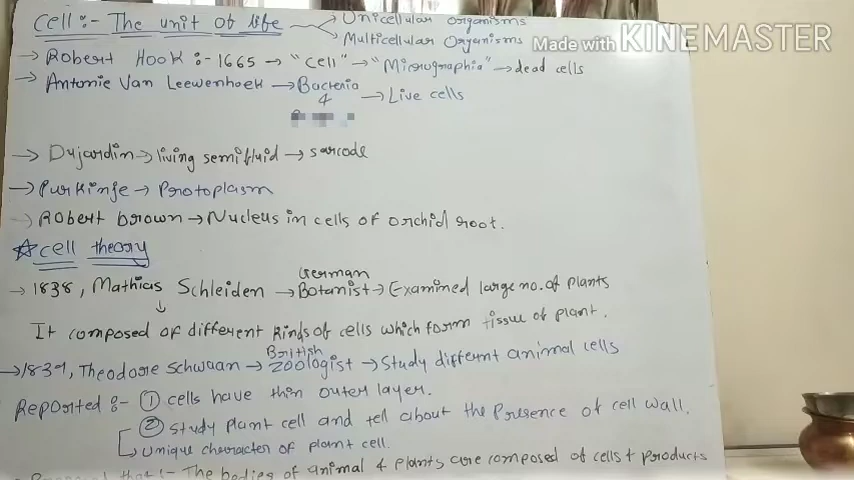 Cell :- The unit of life → Unicellular organisms
→ Multicellular Organisms
Made with KINEMASTER
→ Robert Hook :- 1665 → "cell" → "Micrographia" → dead cells
→ Antonie Van Leewenhoek → Bacteria → Live cells
&
→ Dujardin → living semifluid → sarcode
→ Purkinje → Protoplasm
→ Robert brown → Nucleus in cells of orchid root.
☆ cell theory
German
→ 1838, Mathias Schleiden → Botanist → Examined large no. of plants
↓
It composed of different kinds of cells which form tissue of plant.
British
→ 1839, Theodore Schwaan → Zoologist → Study different animal cells
Reported :- ① cells have thin outer layer.
② Study plant cell and tell about the Presence of cell wall.
↳ Unique character of plant cell.
that :- The bodies of animal & plants are composed of cells & products